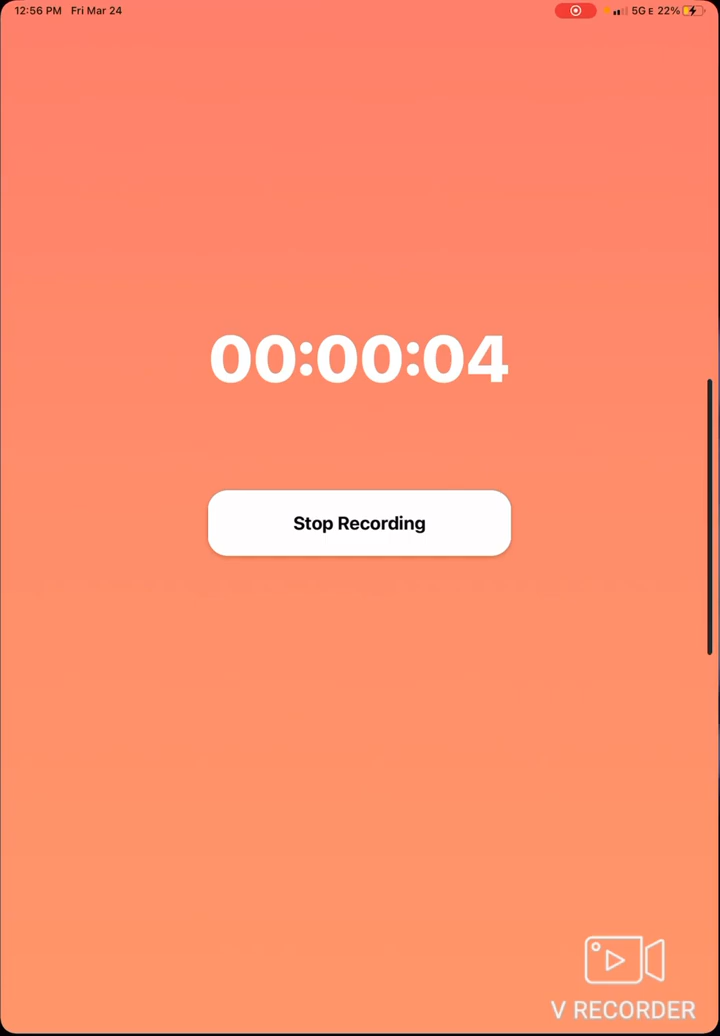 12:56 PM Fri Mar 24
5G E 22%
00:00:04
Stop Recording
V RECORDER